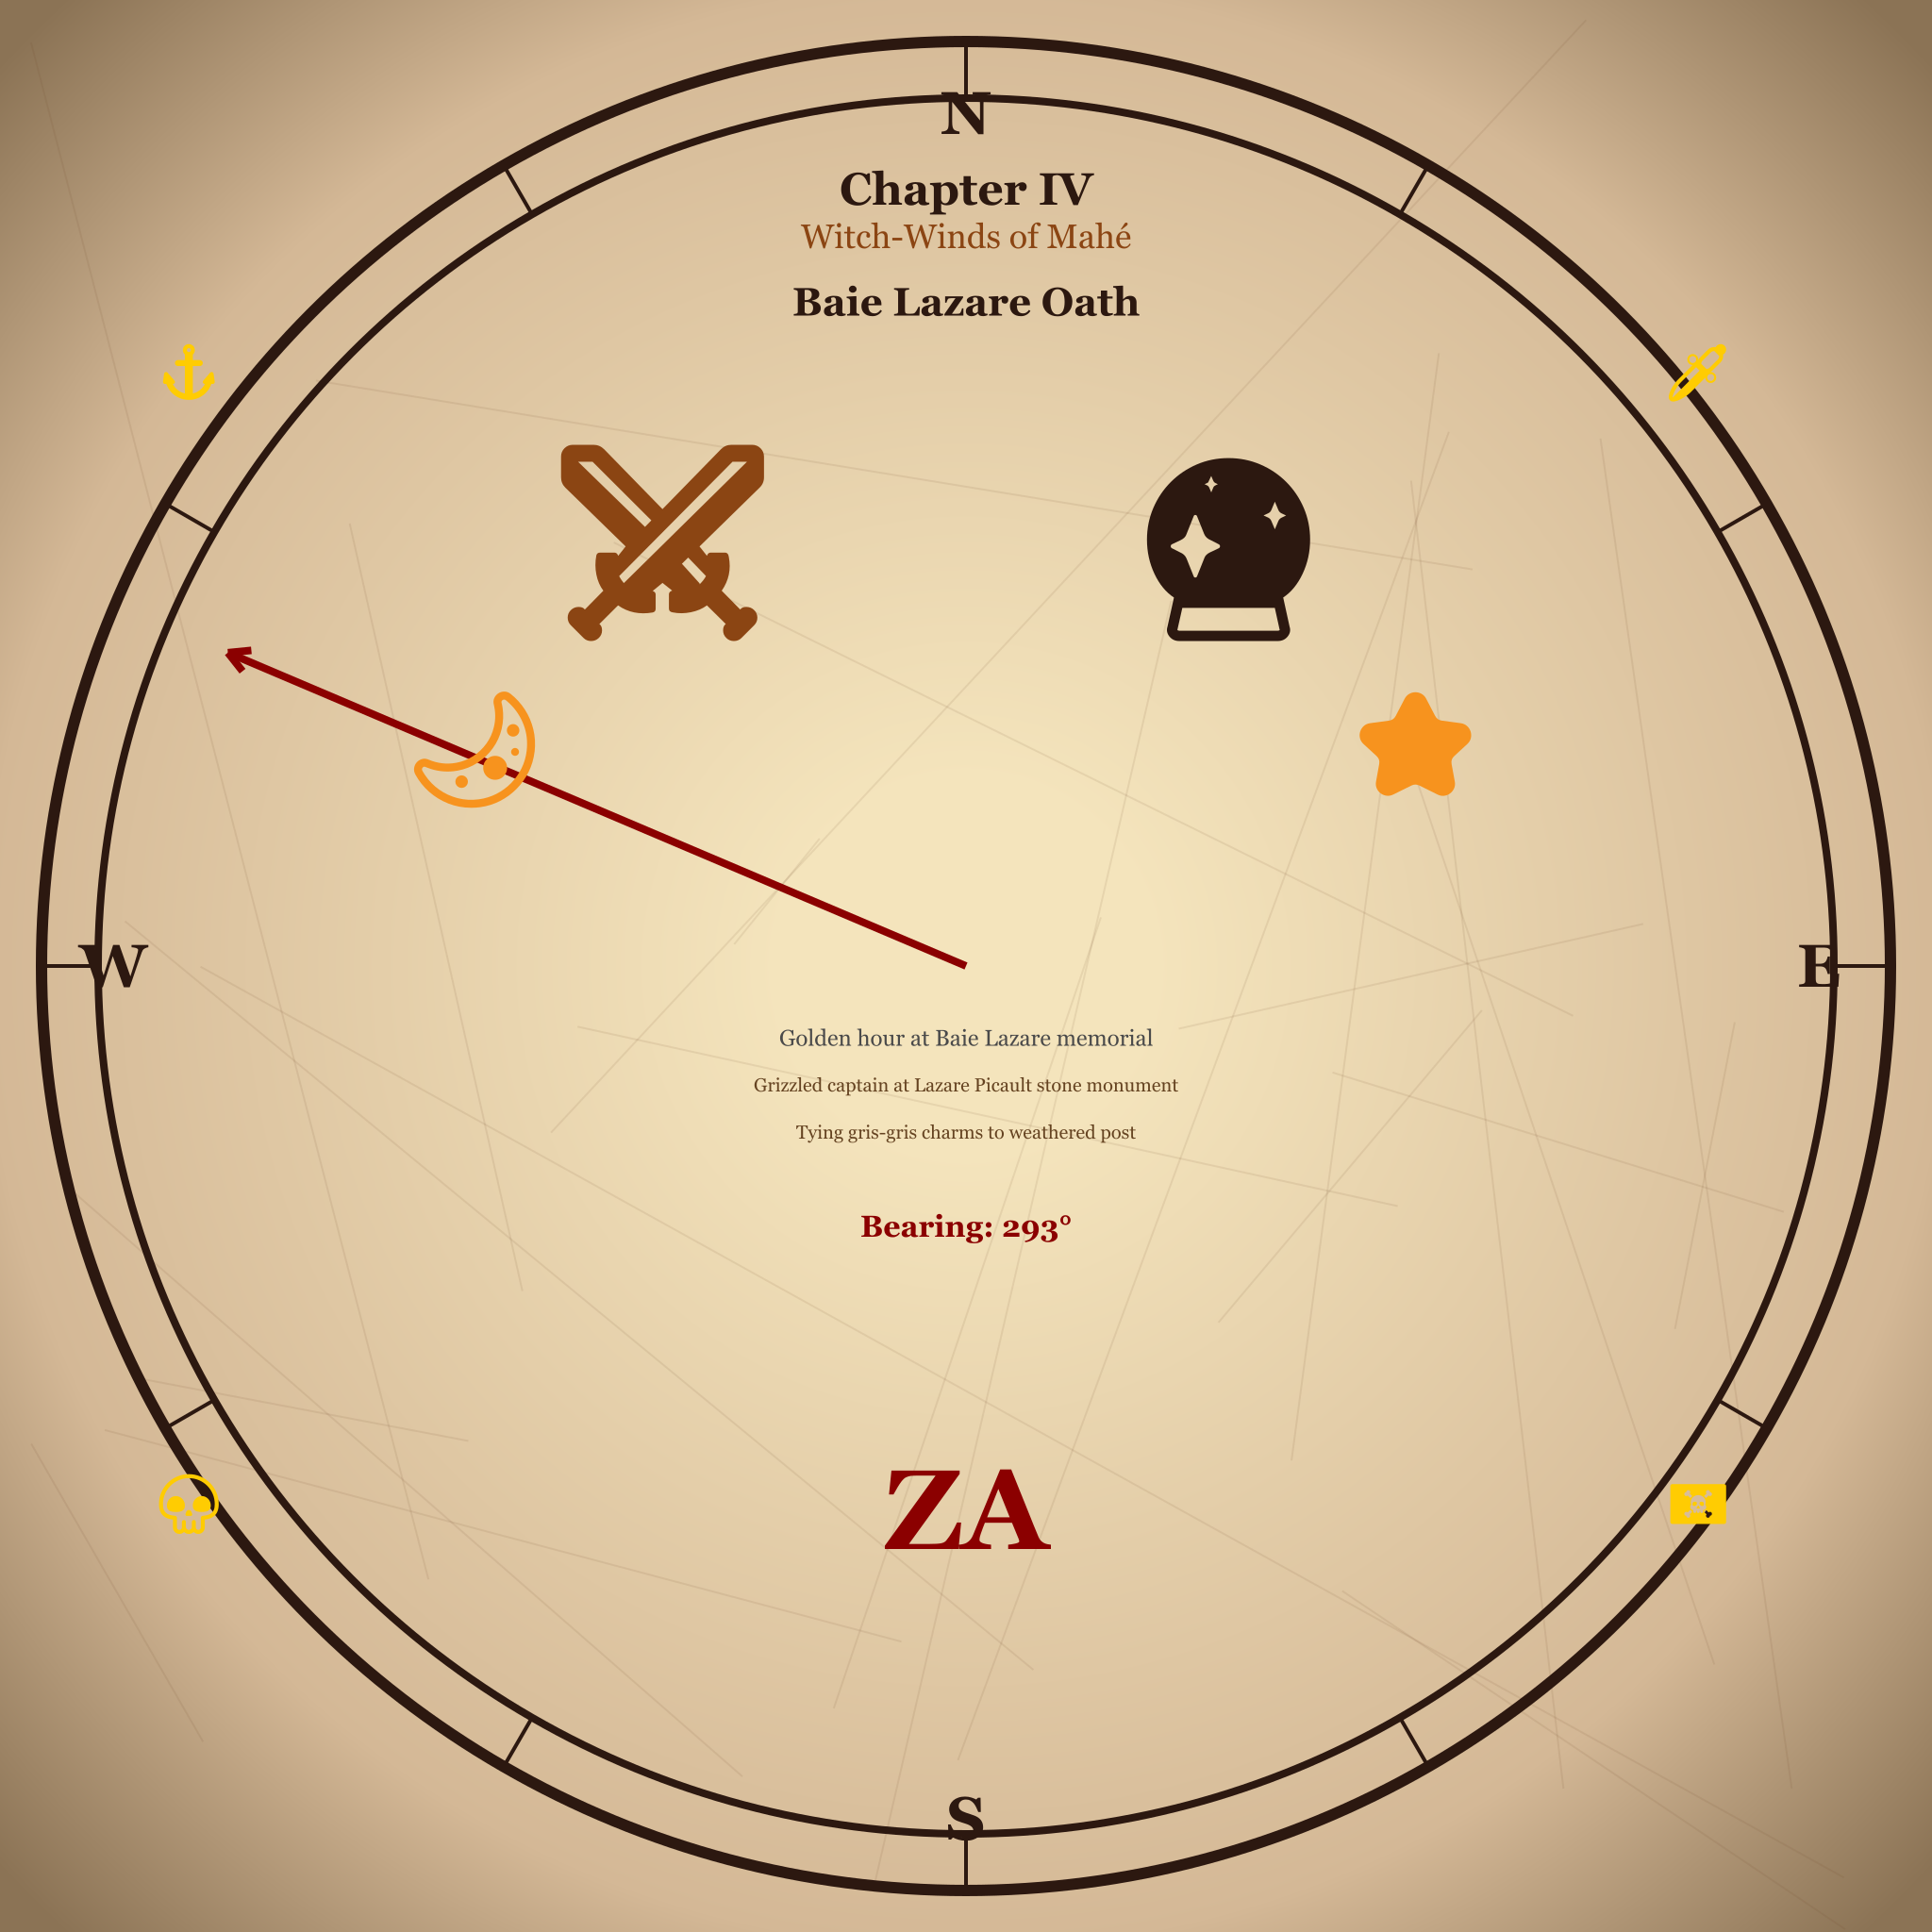 N
Chapter IV
Witch-Winds of Mahé
Baie Lazare Oath
W
E
Golden hour at Baie Lazare memorial
Grizzled captain at Lazare Picault stone monument
Tying gris-gris charms to weathered post
Bearing: 293°
ZA
S